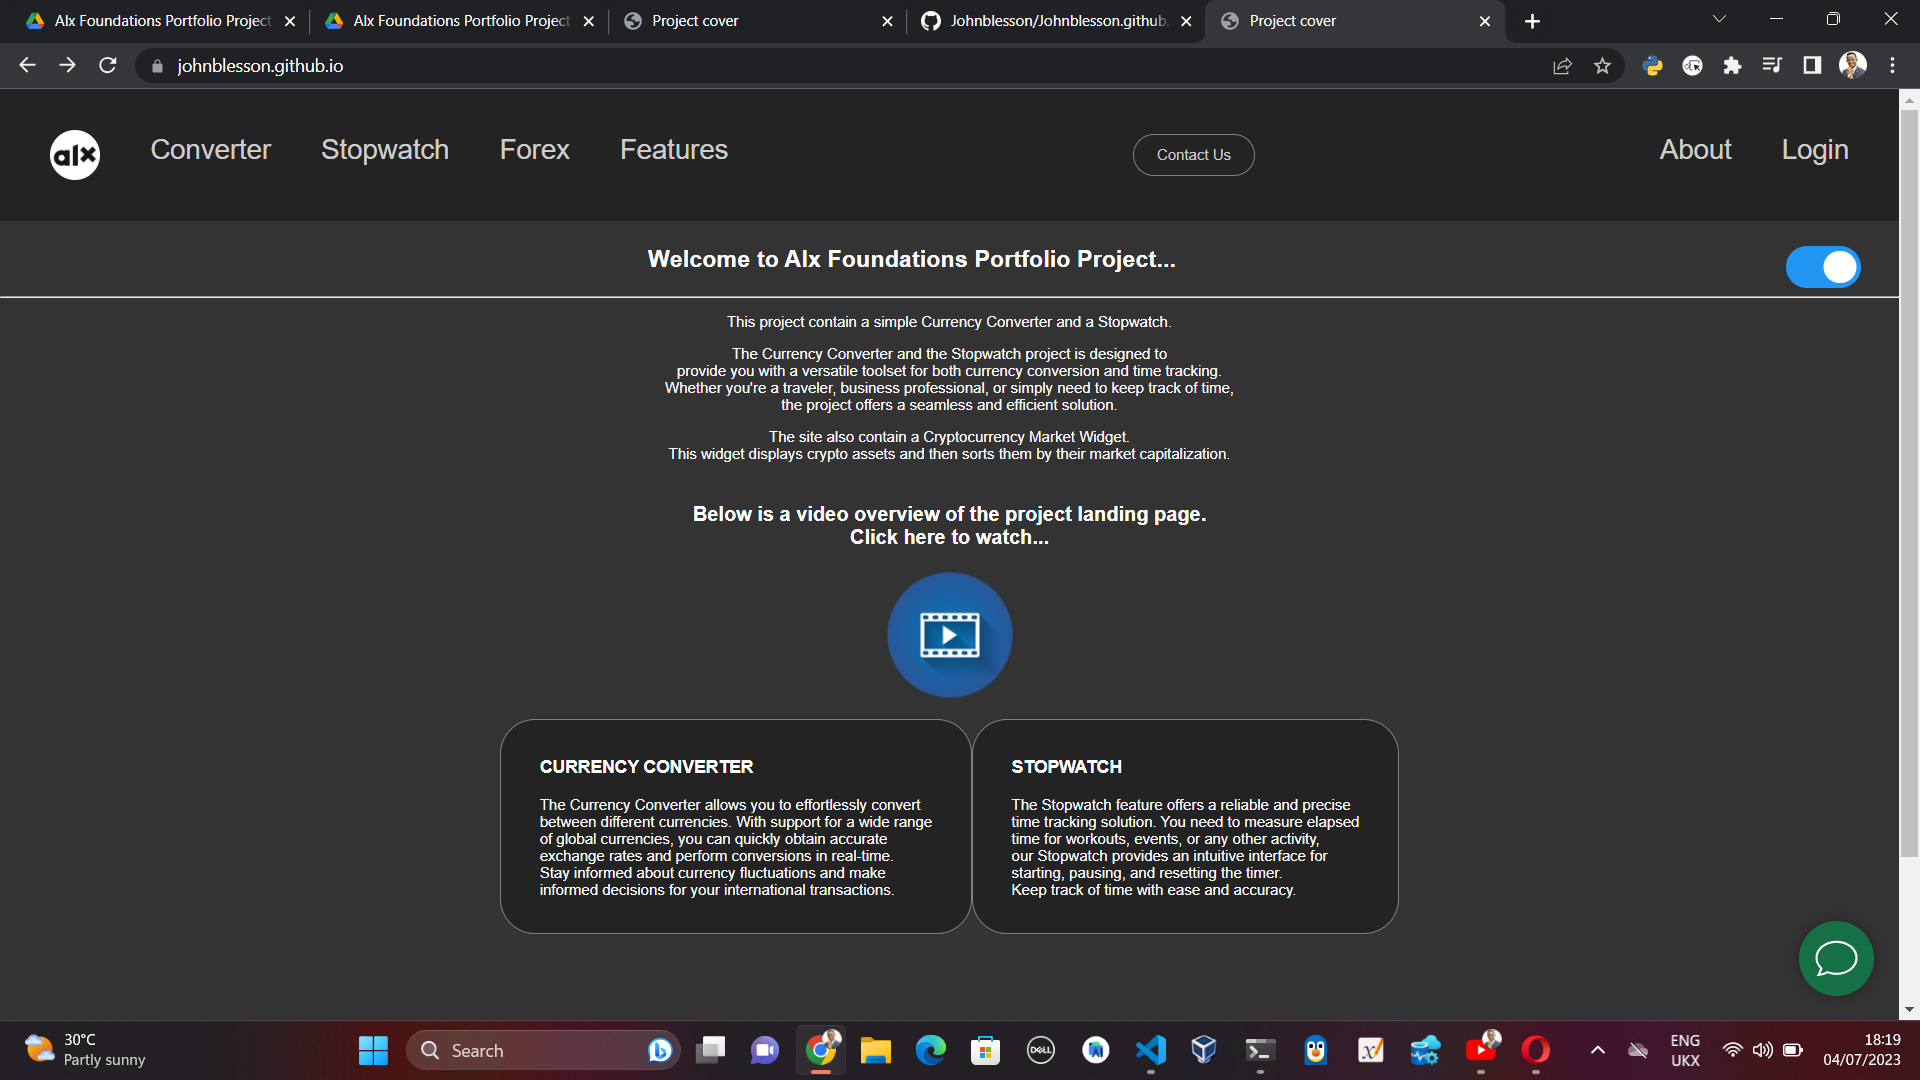 Alx Foundations Portfolio Project
Alx Foundations Portfolio Project
Project cover
Johnblesson/Johnblesson.github.
Project cover
johnblesson.github.io
alx
Converter
Stopwatch
Forex
Features
Contact Us
About
Login
Welcome to Alx Foundations Portfolio Project...
This project contain a simple Currency Converter and a Stopwatch.
The Currency Converter and the Stopwatch project is designed to
provide you with a versatile toolset for both currency conversion and time tracking.
Whether you're a traveler, business professional, or simply need to keep track of time,
the project offers a seamless and efficient solution.
The site also contain a Cryptocurrency Market Widget.
This widget displays crypto assets and then sorts them by their market capitalization.
Below is a video overview of the project landing page.
Click here to watch...
CURRENCY CONVERTER
The Currency Converter allows you to effortlessly convert
between different currencies. With support for a wide range
of global currencies, you can quickly obtain accurate
exchange rates and perform conversions in real-time.
Stay informed about currency fluctuations and make
informed decisions for your international transactions.
STOPWATCH
The Stopwatch feature offers a reliable and precise
time tracking solution. You need to measure elapsed
time for workouts, events, or any other activity,
our Stopwatch provides an intuitive interface for
starting, pausing, and resetting the timer.
Keep track of time with ease and accuracy.
30°C
Partly sunny
Search
DELL
ENG
UKX
18:19
04/07/2023